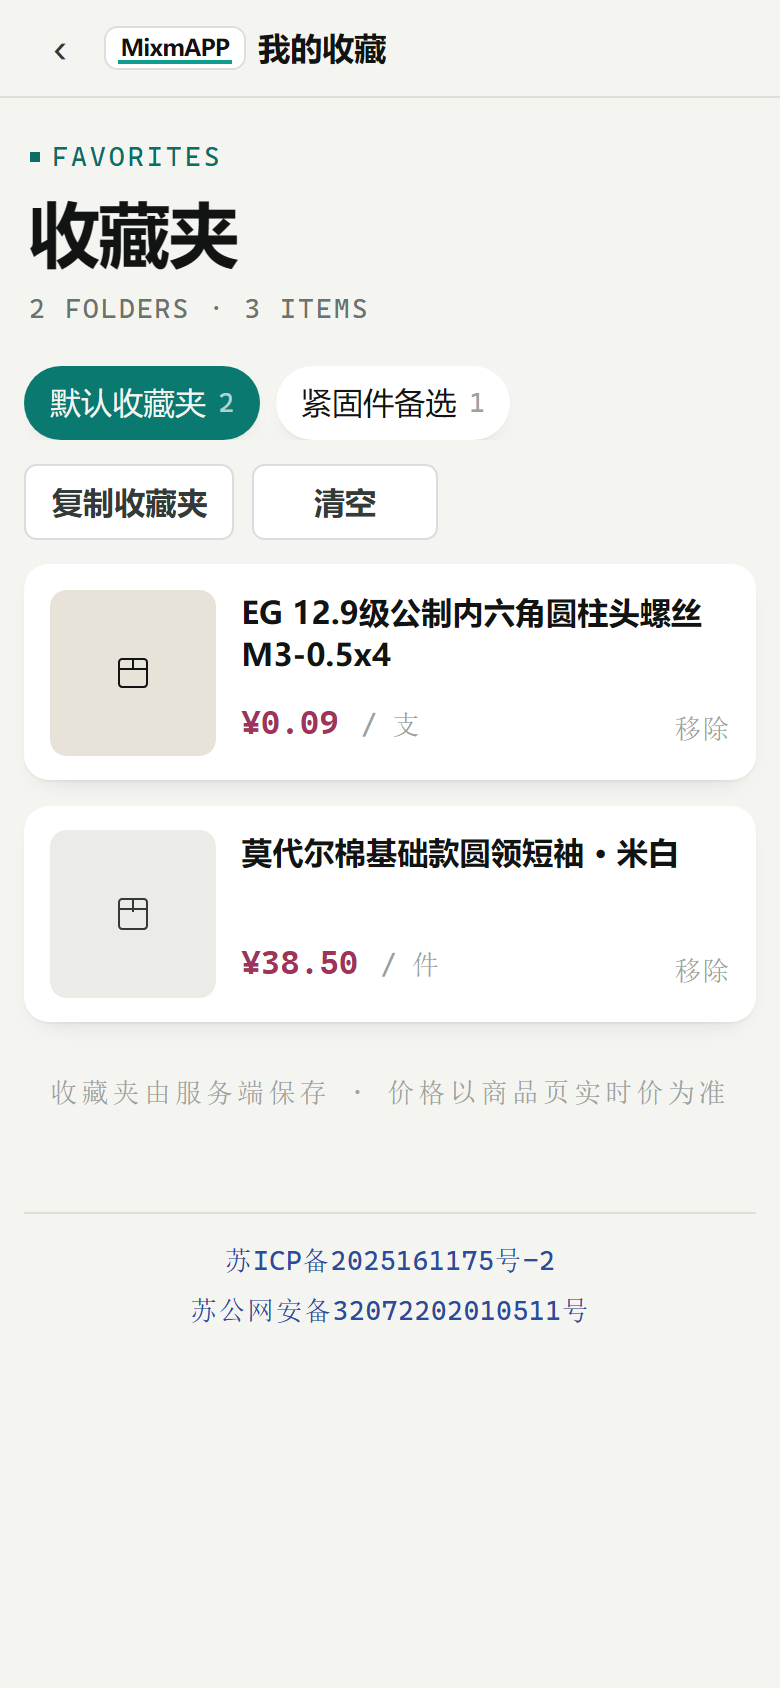 ‹ MixmAPP 我的收藏
FAVORITES
收藏夹
2 FOLDERS · 3 ITEMS
默认收藏夹 2 紧固件备选 1
复制收藏夹 清空
EG 12.9级公制内六角圆柱头螺丝
M3-0.5x4
¥0.09 / 支 移除
莫代尔棉基础款圆领短袖 · 米白
¥38.50 / 件 移除
收藏夹由服务端保存 · 价格以商品页实时价为准
苏ICP备2025161175号-2
苏公网安备32072202010511号